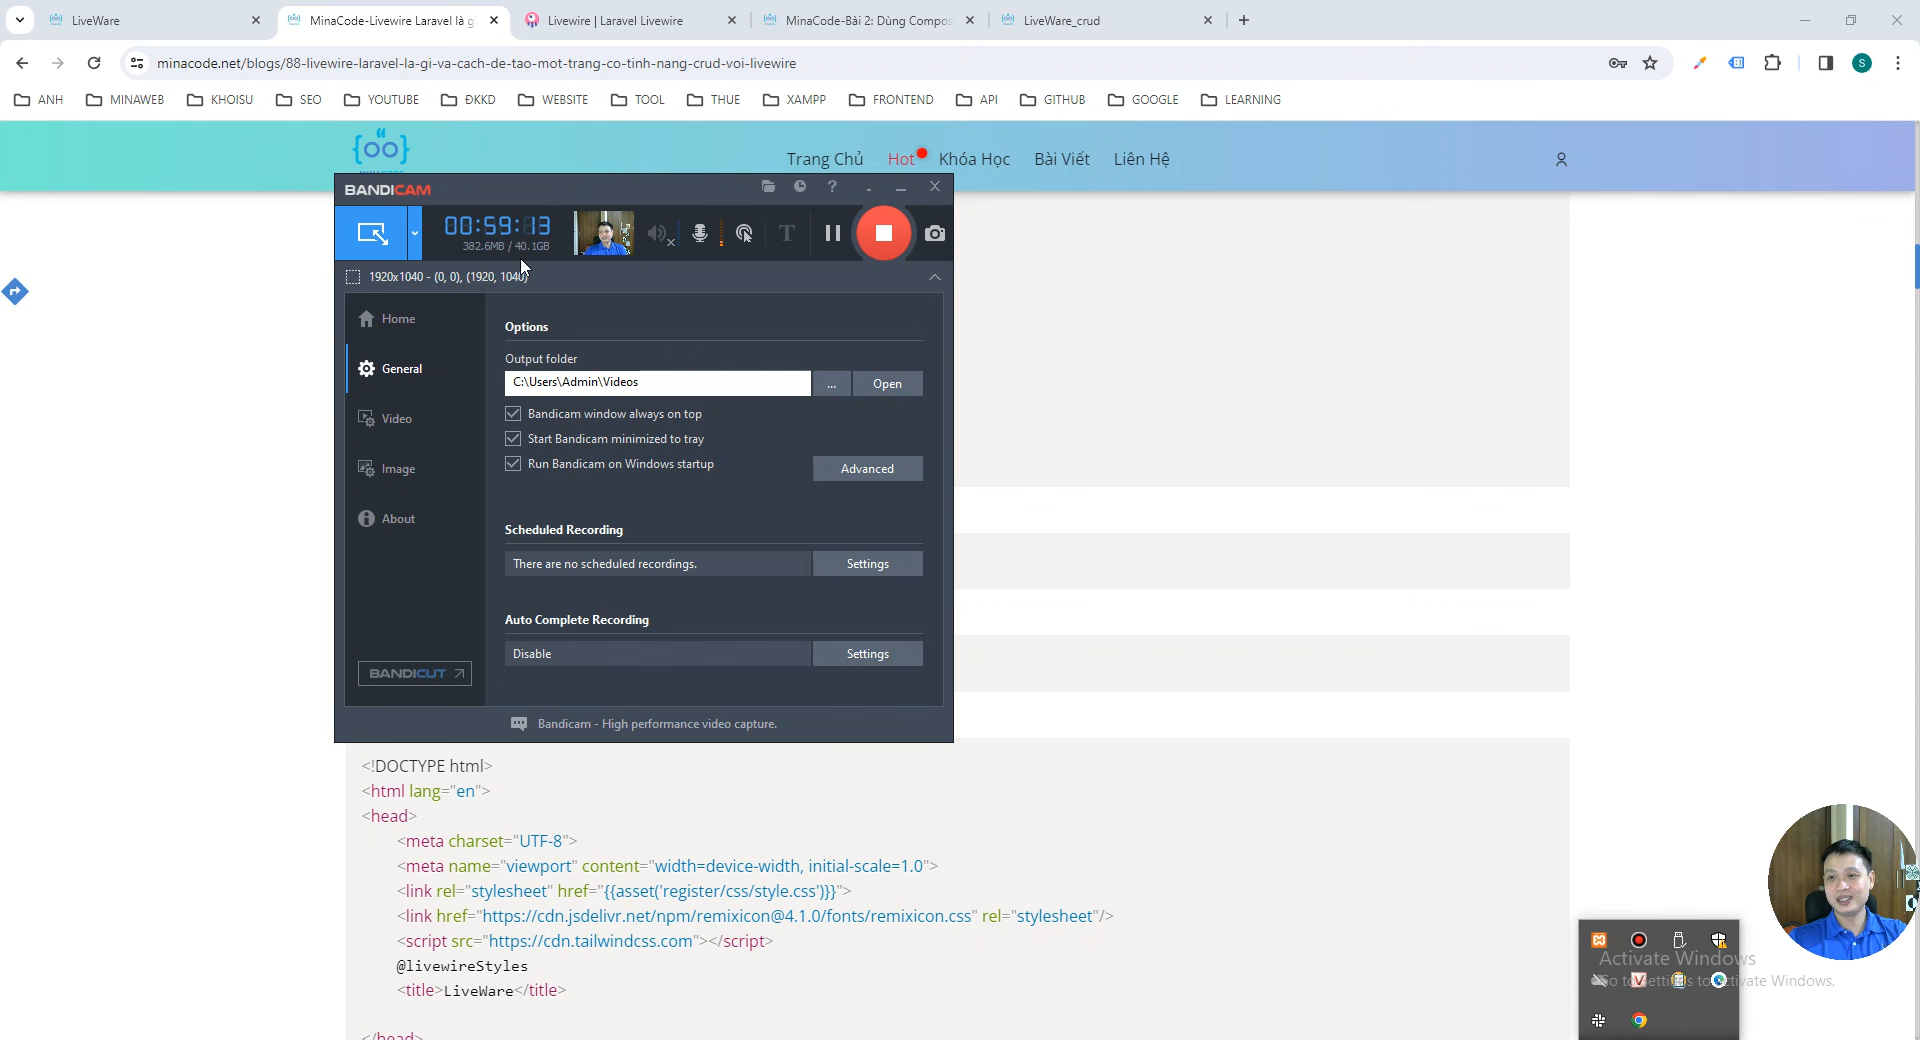 LiveWare
MinaCode-Livewire Laravel là g
Livewire | Laravel Livewire
MinaCode-Bài 2: Dùng Compos
LiveWare_crud
minacode.net/blogs/88-livewire-laravel-la-gi-va-cach-de-tao-mot-trang-co-tinh-nang-crud-voi-livewire
S
ANH
MINAWEB
KHOISU
SEO
YOUTUBE
ĐKKD
WEBSITE
TOOL
THUE
XAMPP
FRONTEND
API
GITHUB
GOOGLE
LEARNING
Trang Chủ
Hot
Khóa Học
Bài Viết
Liên Hệ
BANDICAM
00:59:13
382.6MB / 40.1GB
1920x1040 - (0, 0), (1920, 1040)
Home
General
Video
Image
About
BANDICUT
Options
Output folder
C:\Users\Admin\Videos
...
Open
Bandicam window always on top
Start Bandicam minimized to tray
Run Bandicam on Windows startup
Advanced
Scheduled Recording
There are no scheduled recordings.
Settings
Auto Complete Recording
Disable
Settings
Bandicam - High performance video capture.
<!DOCTYPE html>
<html lang="en">
<head>
<meta charset="UTF-8">
<meta name="viewport" content="width=device-width, initial-scale=1.0">
<link rel="stylesheet" href="{{asset('register/css/style.css')}}">
<link href="https://cdn.jsdelivr.net/npm/remixicon@4.1.0/fonts/remixicon.css" rel="stylesheet"/>
<script src="https://cdn.tailwindcss.com"></script>
@livewireStyles
<title>LiveWare</title>
</head>
Activate Windows
Go to Settings to activate Windows.